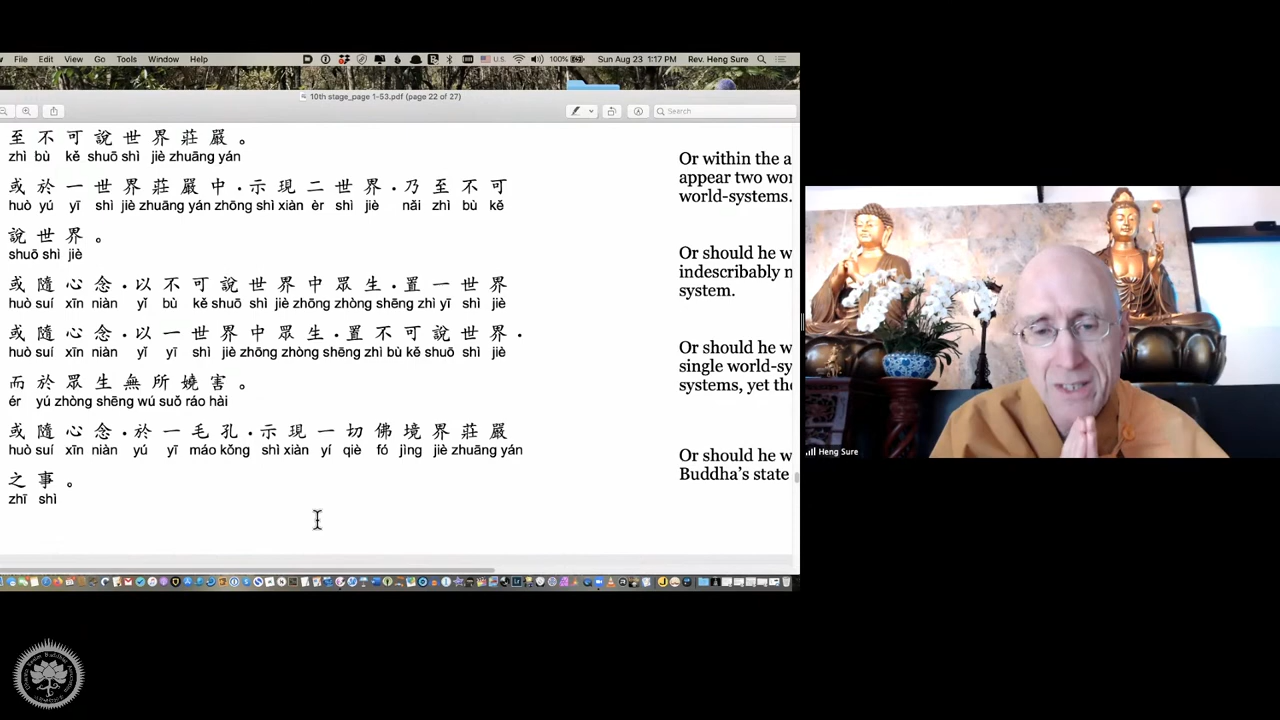 File Edit View Go Tools Window Help U.S. 100% Sun Aug 23 1:17 PM Rev. Heng Sure
10th stage_page 1-53.pdf (page 22 of 27)
Search
至不可說世界莊嚴。
zhì bù kě shuō shì jiè zhuāng yán
或於一世界莊嚴中．示現二世界．乃至不可
huò yú yī shì jiè zhuāng yán zhōng shì xiàn èr shì jiè nǎi zhì bù kě
說世界。
shuō shì jiè
或隨心念．以不可說世界中眾生．置一世界
huò suí xīn niàn yǐ bù kě shuō shì jiè zhōng zhòng shēng zhì yī shì jiè
或隨心念．以一世界中眾生．置不可說世界．
huò suí xīn niàn yǐ yī shì jiè zhōng zhòng shēng zhì bù kě shuō shì jiè
而於眾生無所嬈害。
ér yú zhòng shēng wú suǒ ráo hài
或隨心念．於一毛孔．示現一切佛境界莊嚴
huò suí xīn niàn yú yī máo kǒng shì xiàn yí qiè fó jìng jiè zhuāng yán
之事。
zhī shì
Or within the a
appear two wor
world-systems.
Or should he w
indescribably n
system.
Or should he w
single world-sy
systems, yet the
Or should he w
Buddha's state
Heng Sure